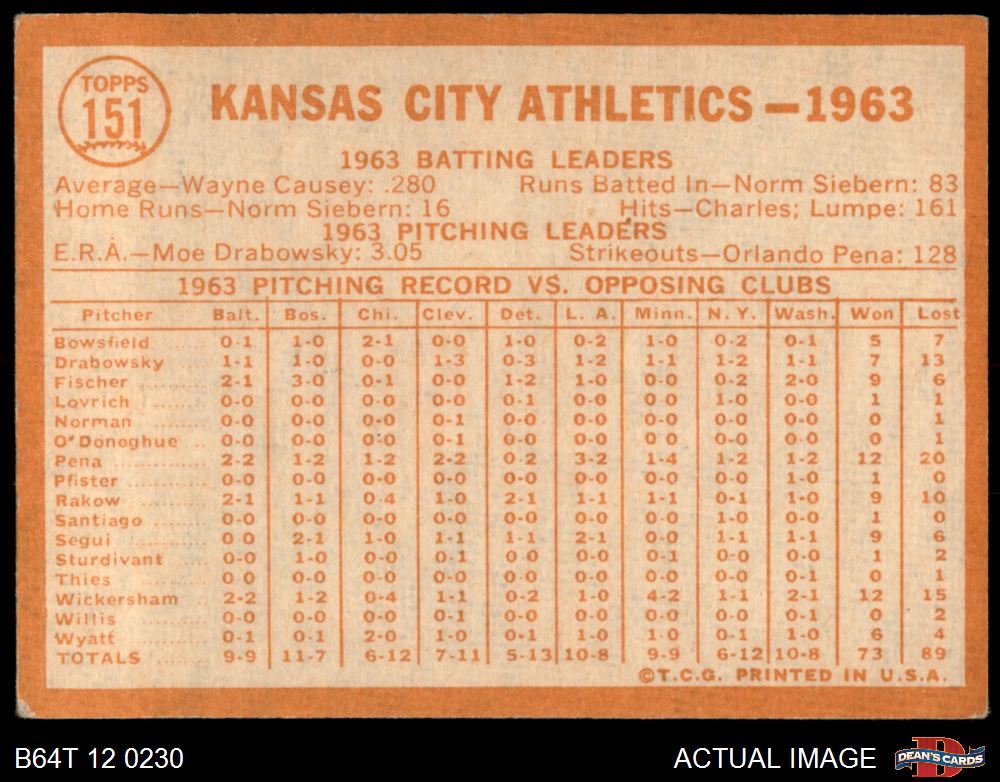 TOPPS
151
KANSAS CITY ATHLETICS—1963
1963 BATTING LEADERS
Average—Wayne Causey: .280 Runs Batted In—Norm Siebern: 83
Home Runs—Norm Siebern: 16 Hits—Charles; Lumpe: 161
1963 PITCHING LEADERS
E.R.A.—Moe Drabowsky: 3.05 Strikeouts—Orlando Pena: 128
1963 PITCHING RECORD VS. OPPOSING CLUBS
Pitcher Balt. Bos. Chi. Clev. Det. L. A. Minn. N. Y. Wash. Won Lost
Bowsfield 0-1 1-0 2-1 0-0 1-0 0-2 1-0 0-2 0-1 5 7
Drabowsky 1-1 1-0 0-0 1-3 0-3 1-2 1-1 1-2 1-1 7 13
Fischer 2-1 3-0 0-1 0-0 1-2 1-0 0-0 0-2 2-0 9 6
Lovrich 0-0 0-0 0-0 0-0 0-1 0-0 0-0 1-0 0-0 1 1
Norman 0-0 0-0 0-0 0-1 0-0 0-0 0-0 0-0 0-0 0 1
O'Donoghue 0-0 0-0 0-0 0-1 0-0 0-0 0-0 0-0 0-0 0 1
Pena 2-2 1-2 1-2 2-2 0-2 3-2 1-4 1-2 1-2 12 20
Pfister 0-0 0-0 0-0 0-0 0-0 0-0 0-0 0-0 1-0 1 0
Rakow 2-1 1-1 0-4 1-0 2-1 1-1 1-1 0-1 1-0 9 10
Santiago 0-0 0-0 0-0 0-0 0-0 0-0 0-0 1-0 0-0 1 0
Segui 0-0 2-1 1-0 1-1 1-1 2-1 0-0 1-1 1-1 9 6
Sturdivant 0-0 1-0 0-0 0-1 0-0 0-0 0-1 0-0 0-0 1 2
Thies 0-0 0-0 0-0 0-0 0-0 0-0 0-0 0-0 0-1 0 1
Wickersham 2-2 1-2 0-4 1-1 0-2 1-0 4-2 1-1 2-1 12 15
Willis 0-0 0-0 0-0 0-1 0-0 0-0 0-0 0-0 0-0 0 2
Wyatt 0-1 0-1 2-0 1-0 0-1 1-0 1-0 0-1 1-0 6 4
TOTALS 9-9 11-7 6-12 7-11 5-13 10-8 9-9 6-12 10-8 73 89
©T.C.G. PRINTED IN U.S.A.
B64T 12 0230 ACTUAL IMAGE D DEAN'S CARDS